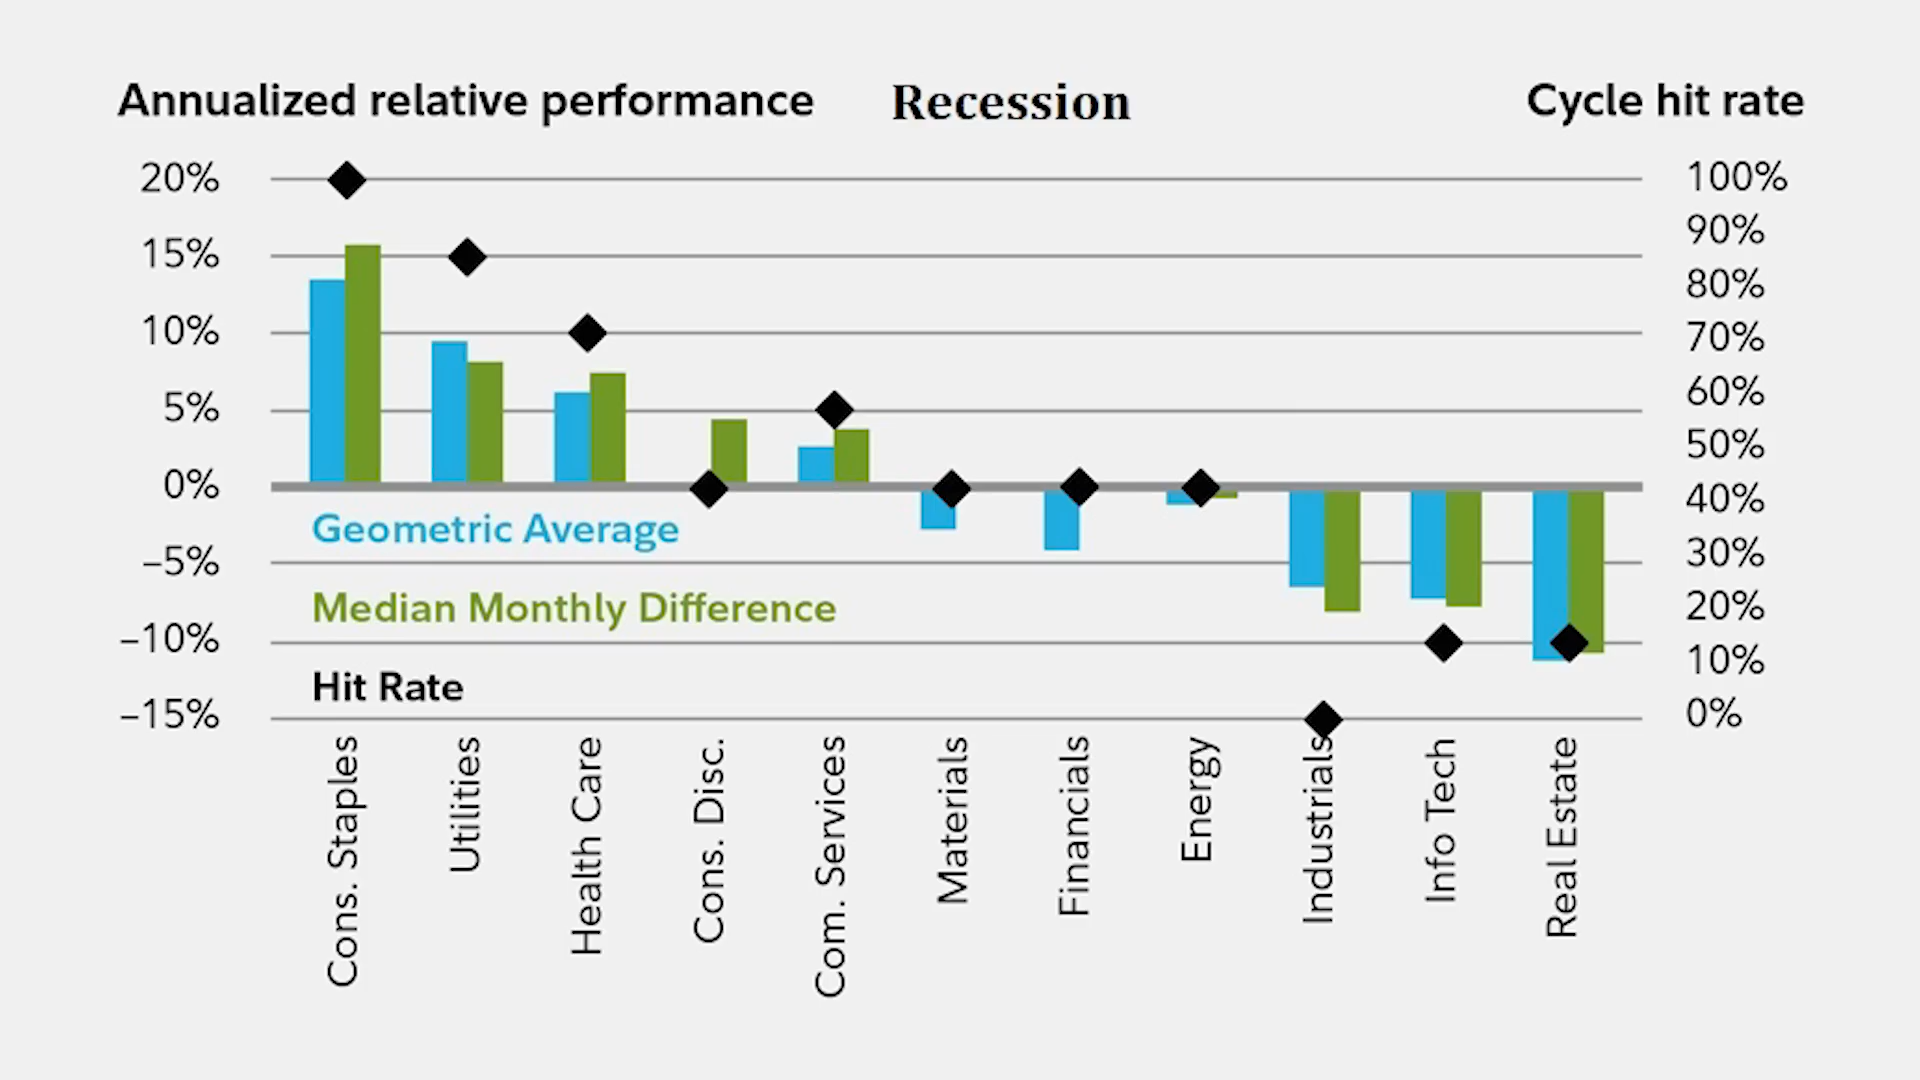 Annualized relative performance
Recession
Cycle hit rate
20%
15%
10%
5%
0%
–5%
–10%
–15%
100%
90%
80%
70%
60%
50%
40%
30%
20%
10%
0%
Geometric Average
Median Monthly Difference
Hit Rate
Cons. Staples
Utilities
Health Care
Cons. Disc.
Com. Services
Materials
Financials
Energy
Industrials
Info Tech
Real Estate